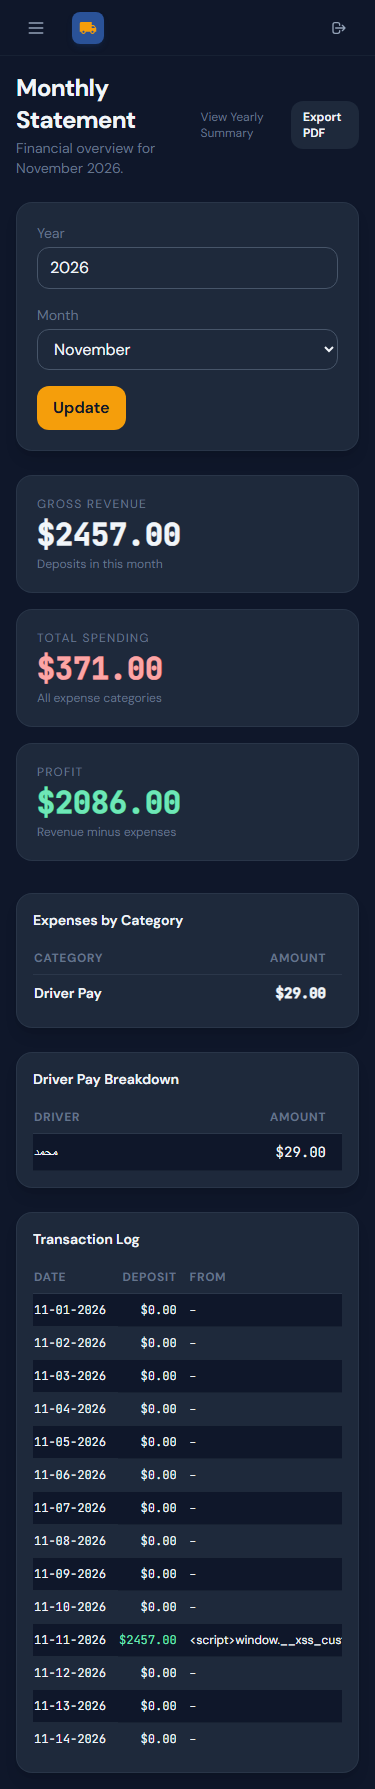 Monthly
Statement
Financial overview for
November 2026.
View Yearly
Summary
Export
PDF
Year
2026
Month
November
Update
GROSS REVENUE
$2457.00
Deposits in this month
TOTAL SPENDING
$371.00
All expense categories
PROFIT
$2086.00
Revenue minus expenses
Expenses by Category
CATEGORY AMOUNT
Driver Pay $29.00
Driver Pay Breakdown
DRIVER AMOUNT
محمد $29.00
Transaction Log
DATE DEPOSIT FROM
11-01-2026 $0.00 –
11-02-2026 $0.00 –
11-03-2026 $0.00 –
11-04-2026 $0.00 –
11-05-2026 $0.00 –
11-06-2026 $0.00 –
11-07-2026 $0.00 –
11-08-2026 $0.00 –
11-09-2026 $0.00 –
11-10-2026 $0.00 –
11-11-2026 $2457.00 <script>window.__xss_cus
11-12-2026 $0.00 –
11-13-2026 $0.00 –
11-14-2026 $0.00 –